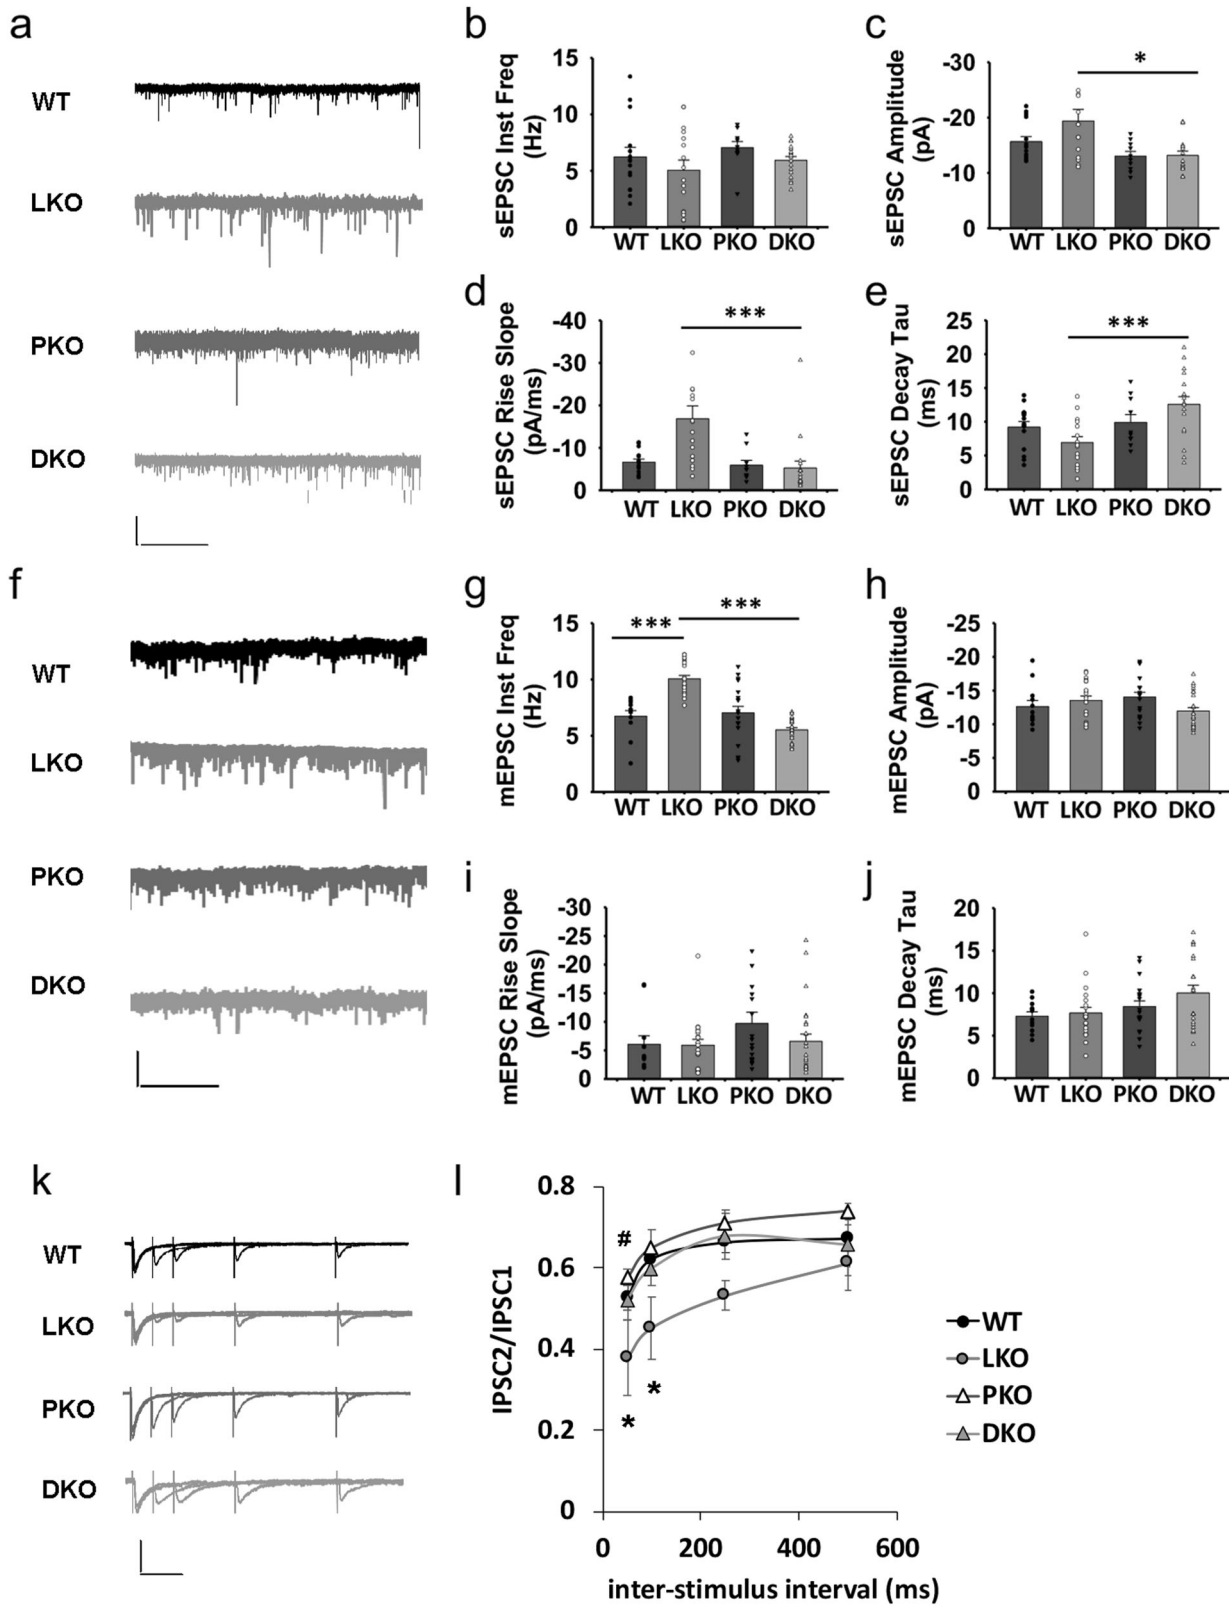 a
WT
LKO
PKO
DKO
b
sEPSC Inst Freq
(Hz)
15
10
5
0
WT LKO PKO DKO
c
sEPSC Amplitude
(pA)
-30
-20
-10
0
*
WT LKO PKO DKO
d
sEPSC Rise Slope
(pA/ms)
-40
-30
-20
-10
0
***
WT LKO PKO DKO
e
sEPSC Decay Tau
(ms)
25
20
15
10
5
0
***
WT LKO PKO DKO
f
WT
LKO
PKO
DKO
g
mEPSC Inst Freq
(Hz)
15
10
5
0
*** ***
WT LKO PKO DKO
h
mEPSC Amplitude
(pA)
-25
-20
-15
-10
-5
0
WT LKO PKO DKO
i
mEPSC Rise Slope
(pA/ms)
-30
-25
-20
-15
-10
-5
0
WT LKO PKO DKO
j
mEPSC Decay Tau
(ms)
20
15
10
5
0
WT LKO PKO DKO
k
WT
LKO
PKO
DKO
l
IPSC2/IPSC1
0.8
0.6
0.4
0.2
0
#
*
*
0 200 400 600
inter-stimulus interval (ms)
WT
LKO
PKO
DKO